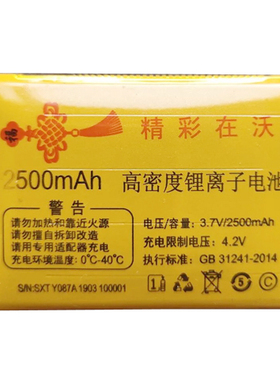 福
精彩在沃
2500mAh 高密度锂离子电池
警告
请勿加热和靠近火源
请勿擅自拆卸改造
请用专用适配器充电
充电环境温度：0°C-40°C
电压/容量： 3.7V/2500mAh
充电限制电压：4.2V
执行标准：GB 31241-2014
S/N:SXT Y087A 1903 100001